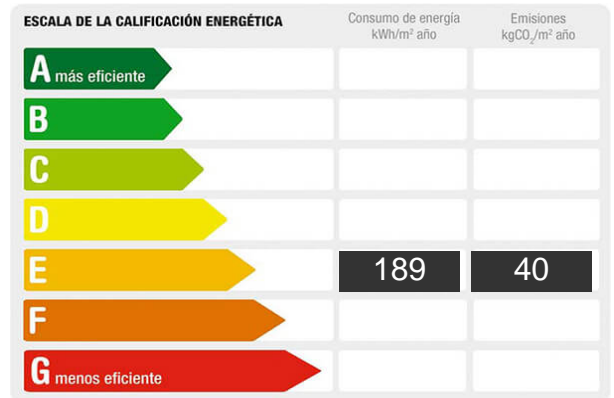 ESCALA DE LA CALIFICACIÓN ENERGÉTICA
Consumo de energía
kWh/m² año
Emisiones
kgCO₂/m² año
A más eficiente
B
C
D
E 189 40
F
G menos eficiente